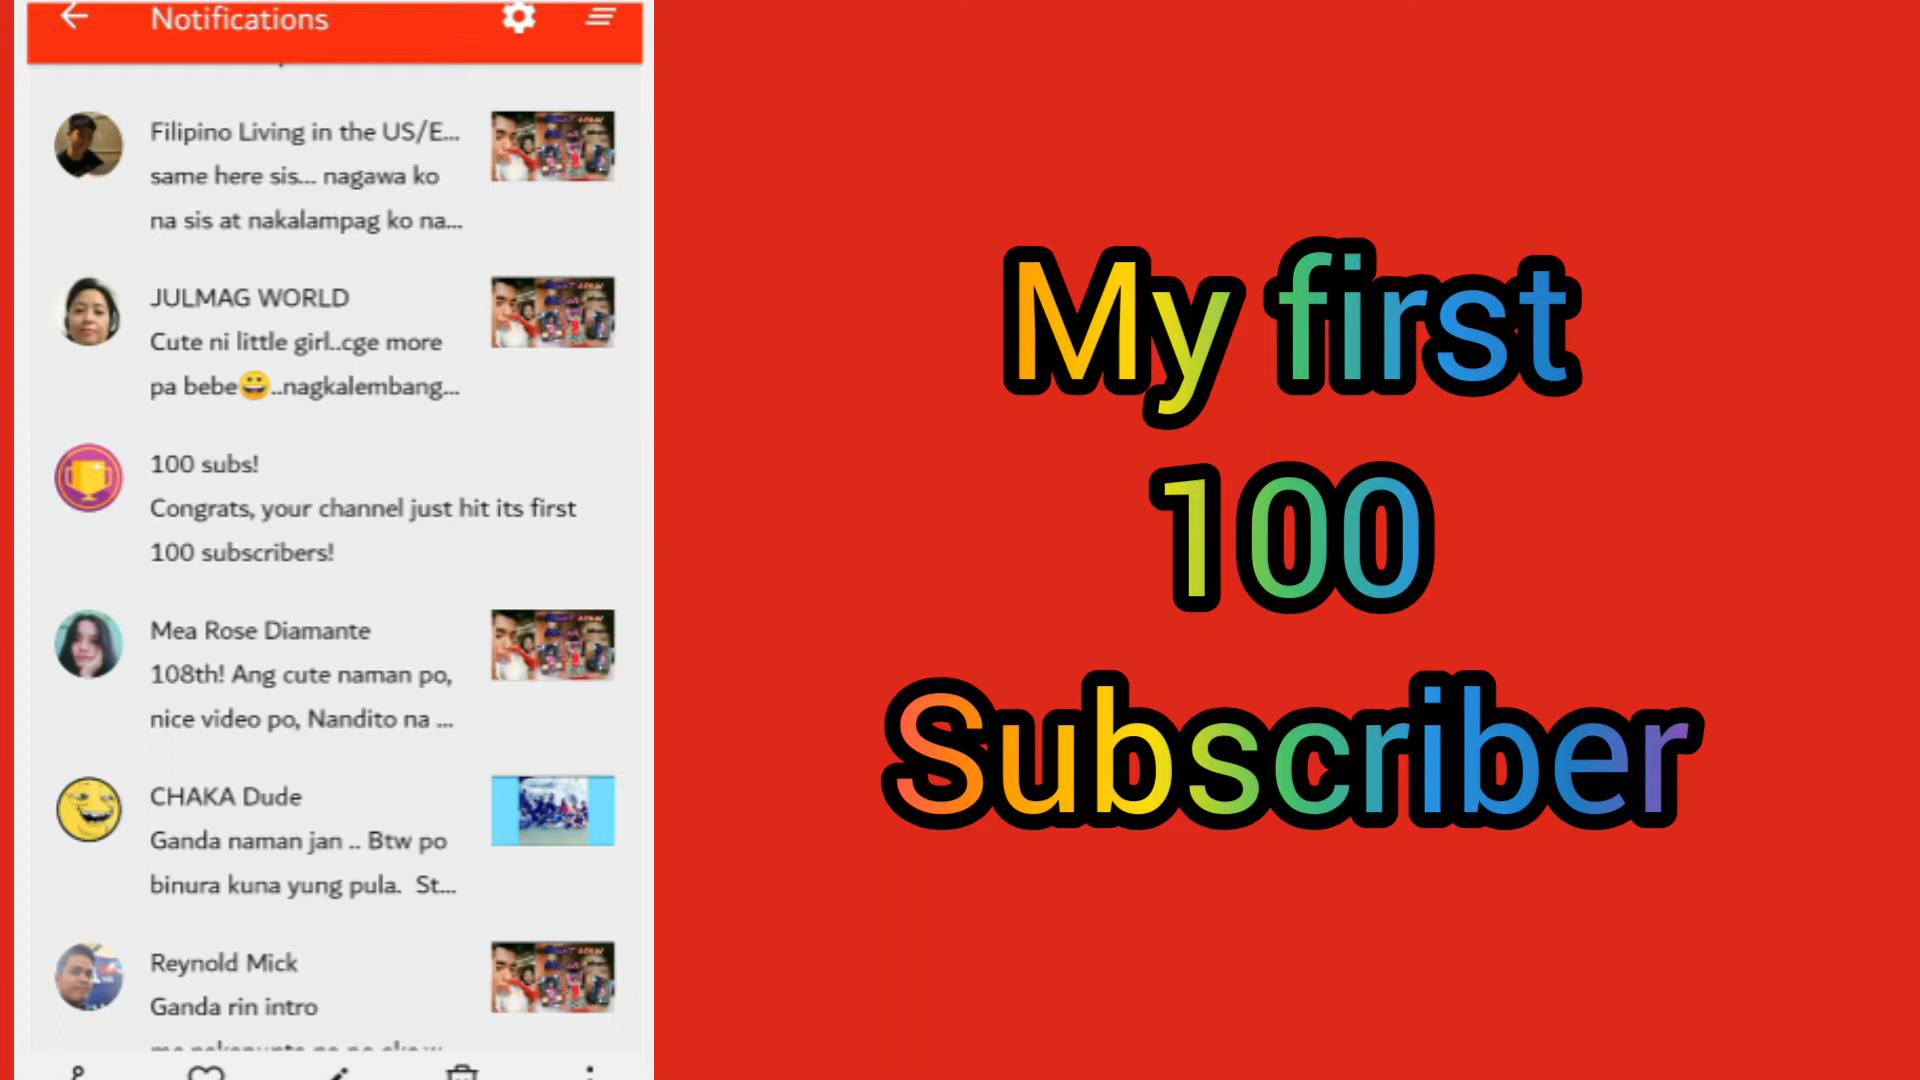 Notifications
Filipino Living in the US/E...
same here sis... nagawa ko
na sis at nakalampag ko na...
JULMAG WORLD
Cute ni little girl..cge more
pa bebe😀..nagkalembang...
100 subs!
Congrats, your channel just hit its first
100 subscribers!
Mea Rose Diamante
108th! Ang cute naman po,
nice video po, Nandito na ...
CHAKA Dude
Ganda naman jan .. Btw po
binura kuna yung pula. St...
Reynold Mick
Ganda rin intro
My first
100
Subscriber